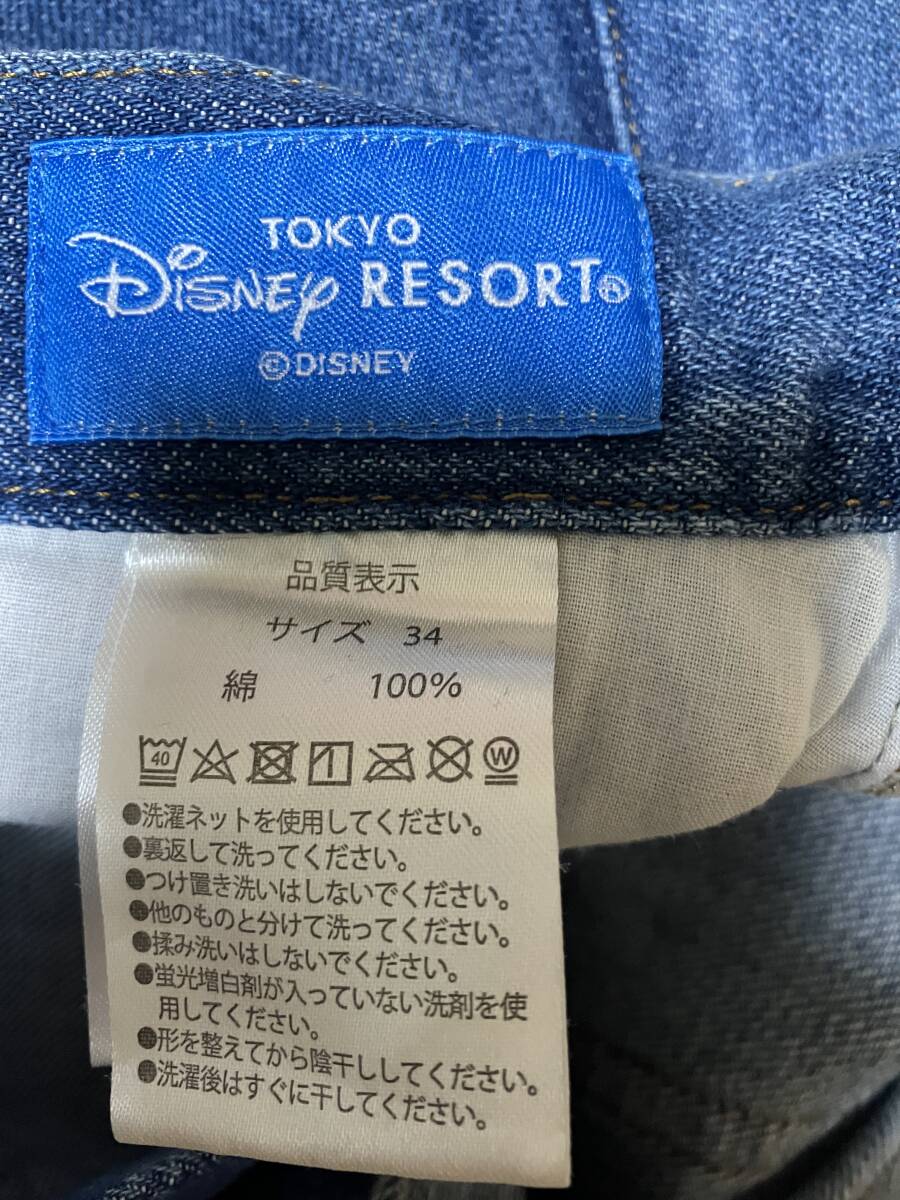 TOKYO
Disney RESORT®
©DISNEY
品質表示
サイズ 34
綿 100%
40 W
●洗濯ネットを使用してください。
●裏返して洗ってください。
●つけ置き洗いはしないでください。
●他のものと分けて洗ってください。
●揉み洗いはしないでください。
●蛍光増白剤が入っていない洗剤を使
用してください。
●形を整えてから陰干ししてください。
●洗濯後はすぐに干してください。